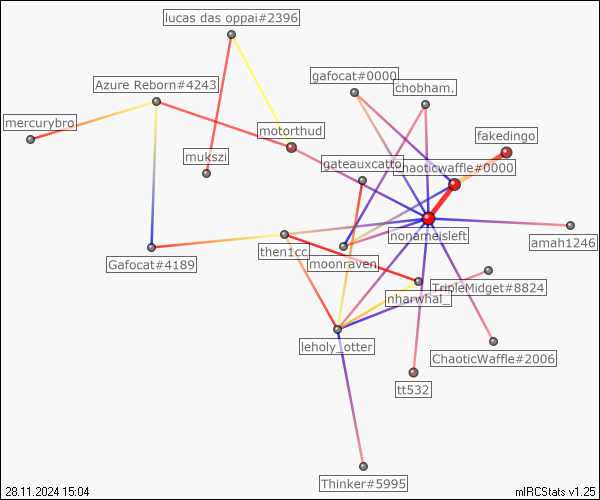 lucas das oppai#2396
gafocat#0000
Azure Reborn#4243
chobham.
mercurybro
motorthud
fakedingo
mukszi
gateauxcatto
chaoticwaffle#0000
nonameisleft
amah1246
then1cc
moonraven
Gafocat#4189
nharwhal_
TripleMidget#8824
leholy_otter
ChaoticWaffle#2006
tt532
Thinker#5995
28.11.2024 15:04
mIRCStats v1.25